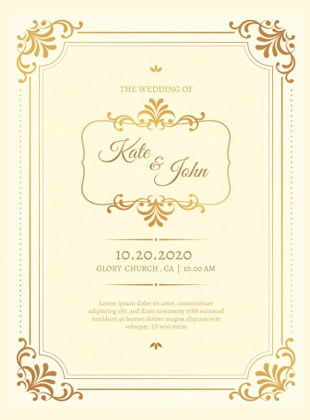 THE WEDDING OF
Kate
&
John
10.20.2020
GLORY CHURCH . CA | 10.00 AM
Lorem ipsum dolor sit amet, consectetuer
adipiscing elit, sed diam nonummy nibh euismod
tincidunt ut laoreet dolore magna aliquam erat
volutpat. Ut wisi enim